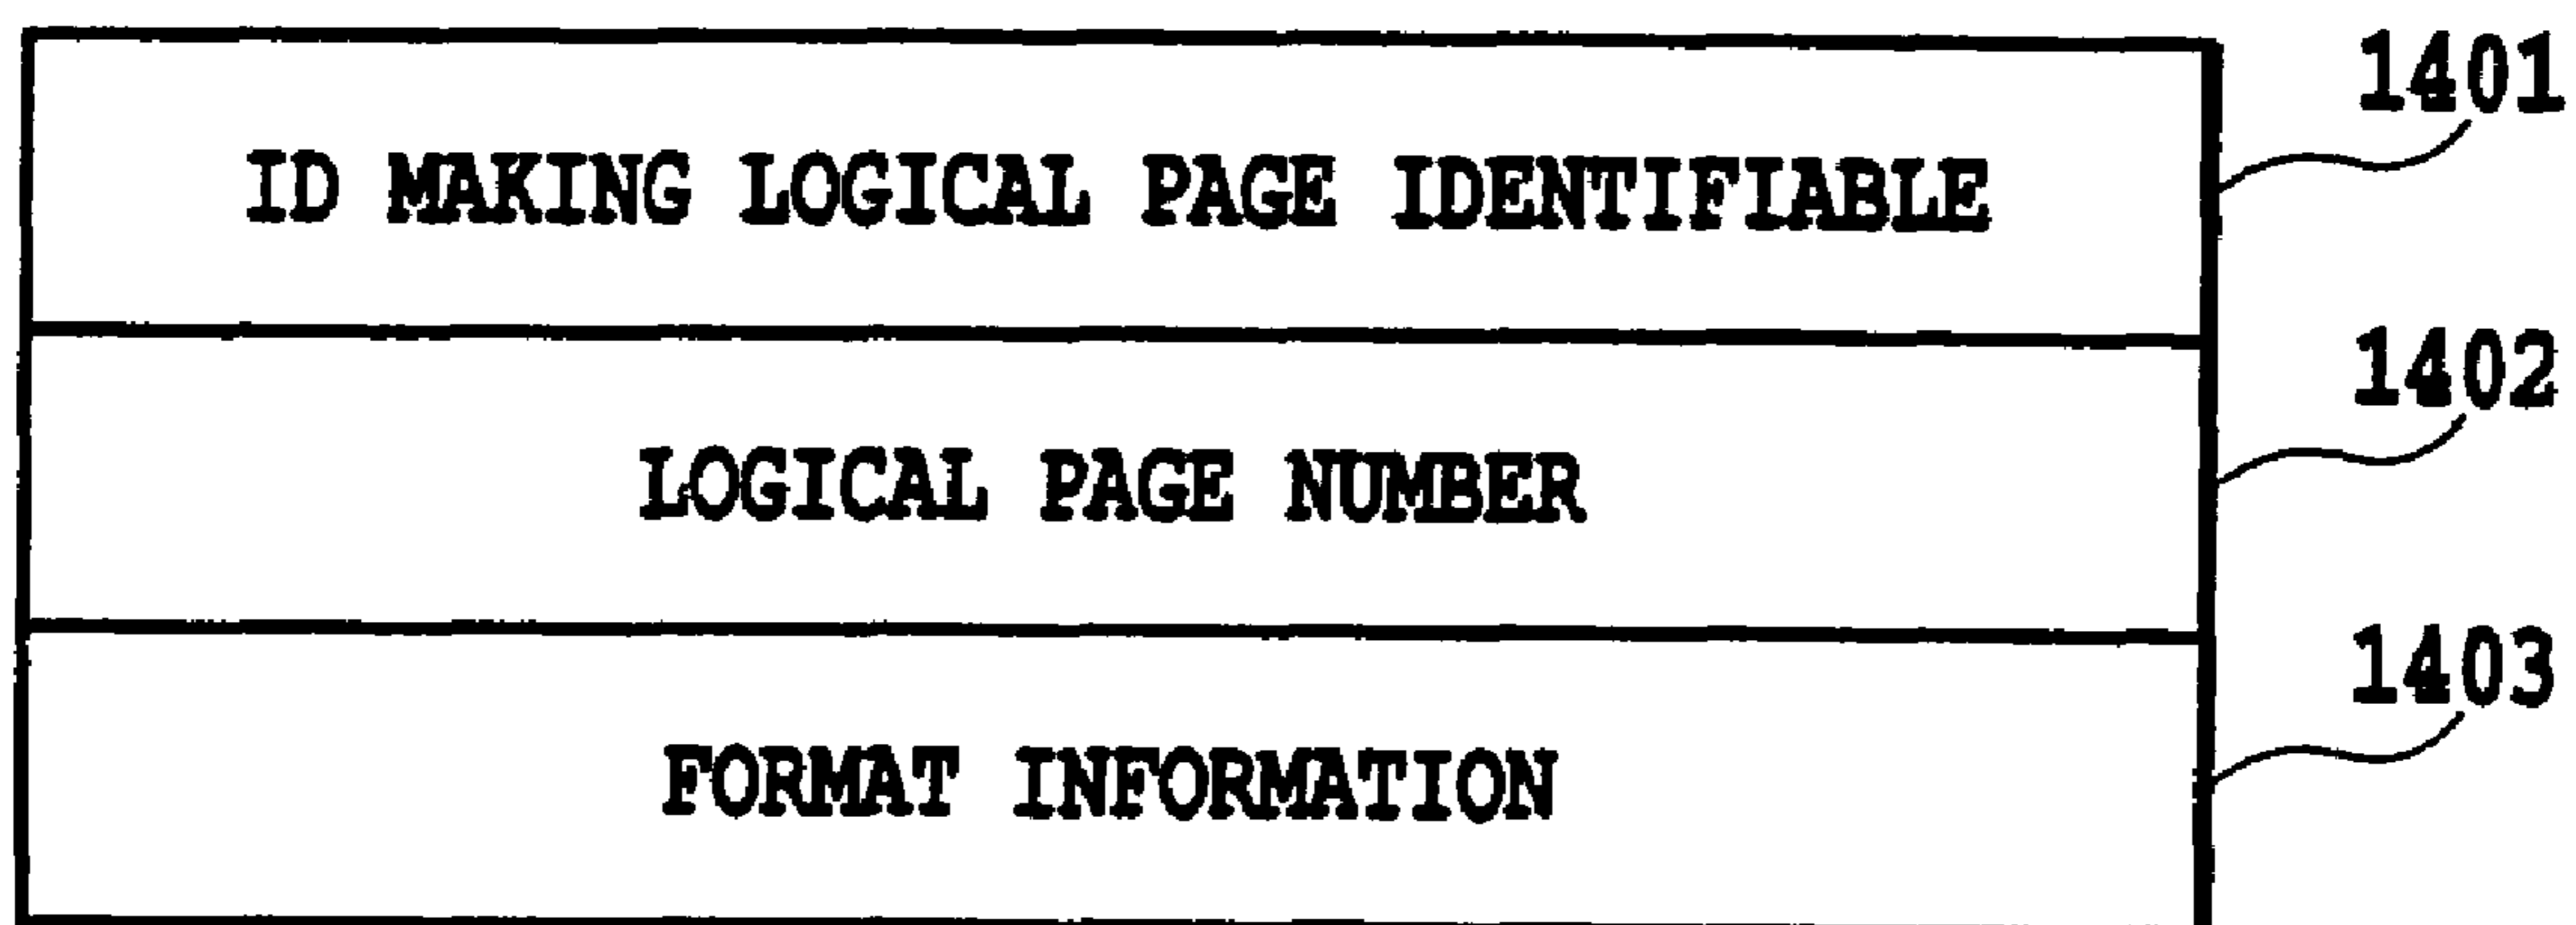 1401
ID MAKING LOGICAL PAGE IDENTIFIABLE
1402
LOGICAL PAGE NUMBER
1403
FORMAT INFORMATION